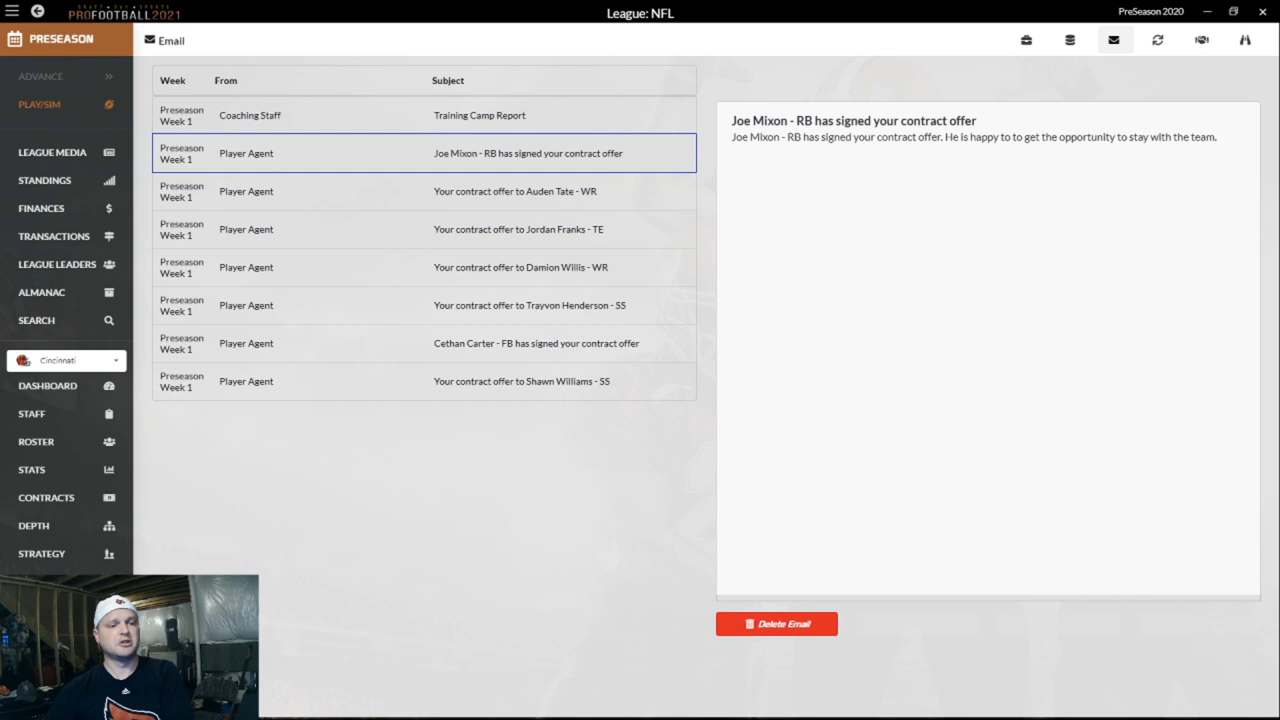 DRAFT • DAY • SPORTS
PROFOOTBALL2021
League: NFL
PreSeason 2020
PRESEASON
Email
ADVANCE
PLAY/SIM
LEAGUE MEDIA
STANDINGS
FINANCES
TRANSACTIONS
LEAGUE LEADERS
ALMANAC
SEARCH
Cincinnati
DASHBOARD
STAFF
ROSTER
STATS
CONTRACTS
DEPTH
STRATEGY
Week From Subject
Preseason
Week 1 Coaching Staff Training Camp Report
Preseason
Week 1 Player Agent Joe Mixon - RB has signed your contract offer
Preseason
Week 1 Player Agent Your contract offer to Auden Tate - WR
Preseason
Week 1 Player Agent Your contract offer to Jordan Franks - TE
Preseason
Week 1 Player Agent Your contract offer to Damion Willis - WR
Preseason
Week 1 Player Agent Your contract offer to Trayvon Henderson - SS
Preseason
Week 1 Player Agent Cethan Carter - FB has signed your contract offer
Preseason
Week 1 Player Agent Your contract offer to Shawn Williams - SS
Joe Mixon - RB has signed your contract offer
Joe Mixon - RB has signed your contract offer. He is happy to to get the opportunity to stay with the team.
Delete Email